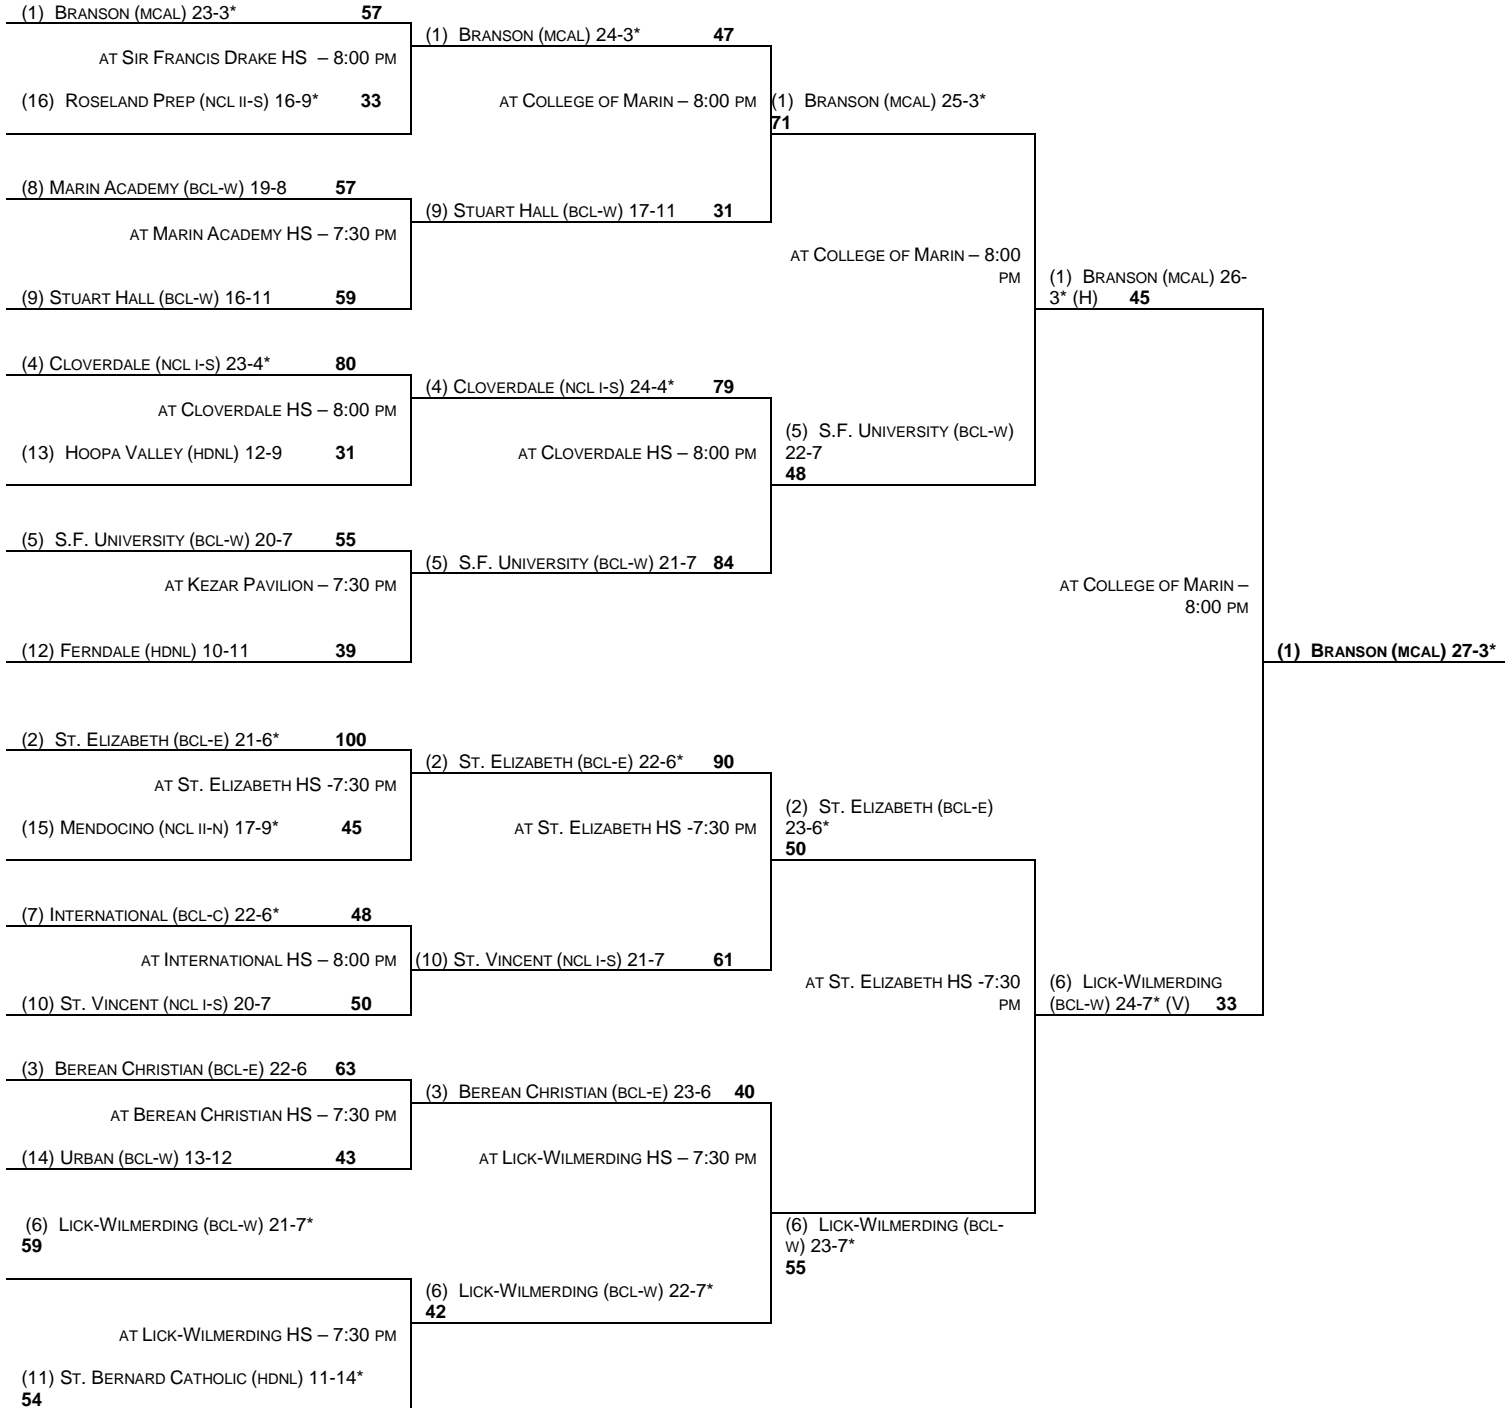 (1) BRANSON (MCAL) 23-3* 57
AT SIR FRANCIS DRAKE HS – 8:00 PM
(16) ROSELAND PREP (NCL II-S) 16-9* 33
(8) MARIN ACADEMY (BCL-W) 19-8 57
AT MARIN ACADEMY HS – 7:30 PM
(9) STUART HALL (BCL-W) 16-11 59
(4) CLOVERDALE (NCL I-S) 23-4* 80
AT CLOVERDALE HS – 8:00 PM
(13) HOOPA VALLEY (HDNL) 12-9 31
(5) S.F. UNIVERSITY (BCL-W) 20-7 55
AT KEZAR PAVILION – 7:30 PM
(12) FERNDALE (HDNL) 10-11 39
(2) ST. ELIZABETH (BCL-E) 21-6* 100
AT ST. ELIZABETH HS -7:30 PM
(15) MENDOCINO (NCL II-N) 17-9* 45
(7) INTERNATIONAL (BCL-C) 22-6* 48
AT INTERNATIONAL HS – 8:00 PM
(10) ST. VINCENT (NCL I-S) 20-7 50
(3) BEREAN CHRISTIAN (BCL-E) 22-6 63
AT BEREAN CHRISTIAN HS – 7:30 PM
(14) URBAN (BCL-W) 13-12 43
(6) LICK-WILMERDING (BCL-W) 21-7*
59
AT LICK-WILMERDING HS – 7:30 PM
(11) ST. BERNARD CATHOLIC (HDNL) 11-14*
54
(1) BRANSON (MCAL) 24-3* 47
AT COLLEGE OF MARIN – 8:00 PM
(9) STUART HALL (BCL-W) 17-11 31
(4) CLOVERDALE (NCL I-S) 24-4* 79
AT CLOVERDALE HS – 8:00 PM
(5) S.F. UNIVERSITY (BCL-W) 21-7 84
(2) ST. ELIZABETH (BCL-E) 22-6* 90
AT ST. ELIZABETH HS -7:30 PM
(10) ST. VINCENT (NCL I-S) 21-7 61
(3) BEREAN CHRISTIAN (BCL-E) 23-6 40
AT LICK-WILMERDING HS – 7:30 PM
(6) LICK-WILMERDING (BCL-W) 22-7*
42
(1) BRANSON (MCAL) 25-3*
71
AT COLLEGE OF MARIN – 8:00
PM
(5) S.F. UNIVERSITY (BCL-W)
22-7
48
(2) ST. ELIZABETH (BCL-E)
23-6*
50
AT ST. ELIZABETH HS -7:30
PM
(6) LICK-WILMERDING (BCL-
W) 23-7*
55
(1) BRANSON (MCAL) 26-
3* (H) 45
AT COLLEGE OF MARIN –
8:00 PM
(6) LICK-WILMERDING
(BCL-W) 24-7* (V) 33
(1) BRANSON (MCAL) 27-3*